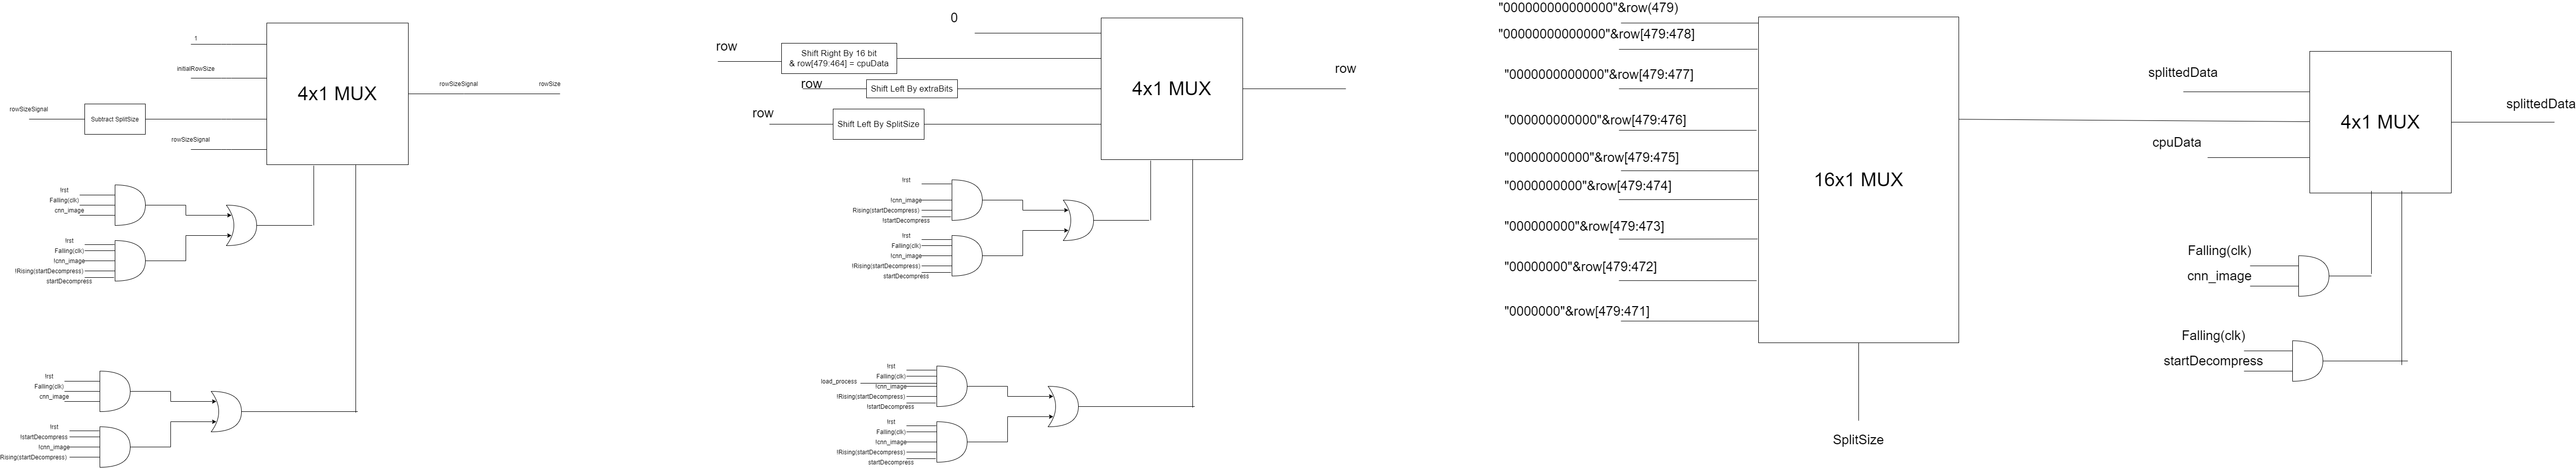 1
initialRowSize
rowSizeSignal
Subtract SplitSize
rowSizeSignal
4x1 MUX
rowSizeSignal
rowSize
!rst
Falling(clk)
cnn_image
!rst
Falling(clk)
!cnn_image
!Rising(startDecompress)
startDecompress
!rst
Falling(clk)
cnn_image
!rst
!startDecompress
!cnn_image
Rising(startDecompress)
0
row
Shift Right By 16 bit
& row[479:464] = cpuData
row
Shift Left By extraBits
row
Shift Left By SplitSize
4x1 MUX
row
!rst
!cnn_image
Rising(startDecompress)
!startDecompress
!rst
Falling(clk)
!cnn_image
!Rising(startDecompress)
startDecompress
!rst
Falling(clk)
load_process
!cnn_image
!Rising(startDecompress)
!startDecompress
!rst
Falling(clk)
!cnn_image
!Rising(startDecompress)
startDecompress
"000000000000000"&row(479)
"00000000000000"&row[479:478]
"0000000000000"&row[479:477]
"000000000000"&row[479:476]
"00000000000"&row[479:475]
"0000000000"&row[479:474]
"000000000"&row[479:473]
"00000000"&row[479:472]
"0000000"&row[479:471]
16x1 MUX
SplitSize
splittedData
cpuData
4x1 MUX
splittedData
Falling(clk)
cnn_image
Falling(clk)
startDecompress